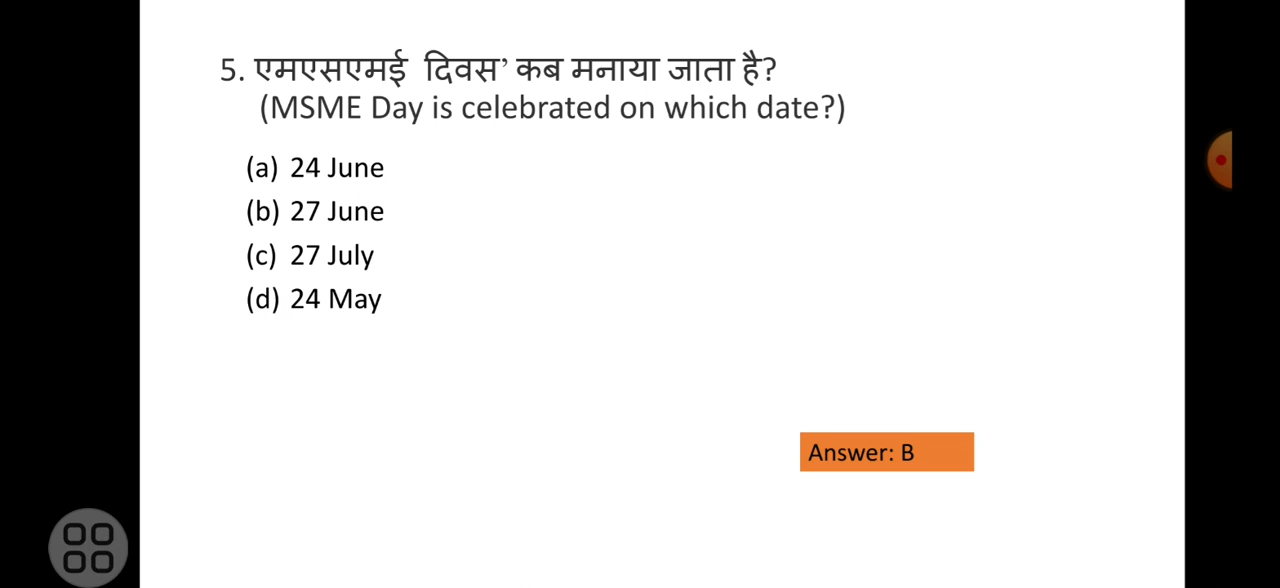 5. एमएसएमई दिवस’ कब मनाया जाता है?
(MSME Day is celebrated on which date?)
(a) 24 June
(b) 27 June
(c) 27 July
(d) 24 May
Answer: B